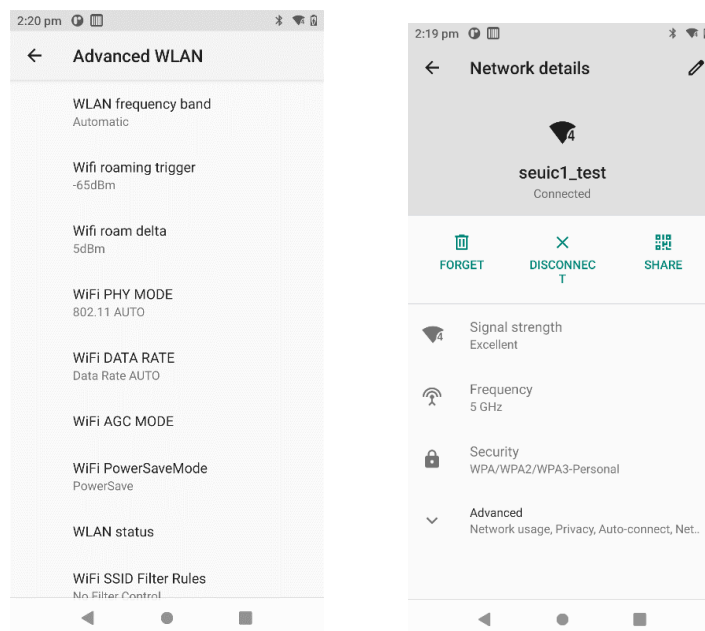 2:20 pm
Advanced WLAN
WLAN frequency band
Automatic
Wifi roaming trigger
-65dBm
Wifi roam delta
5dBm
WiFi PHY MODE
802.11 AUTO
WiFi DATA RATE
Data Rate AUTO
WiFi AGC MODE
WiFi PowerSaveMode
PowerSave
WLAN status
WiFi SSID Filter Rules
No Filter Control
2:19 pm
Network details
4
seuic1_test
Connected
FORGET
DISCONNEC
T
SHARE
4
Signal strength
Excellent
Frequency
5 GHz
Security
WPA/WPA2/WPA3-Personal
Advanced
Network usage, Privacy, Auto-connect, Net..